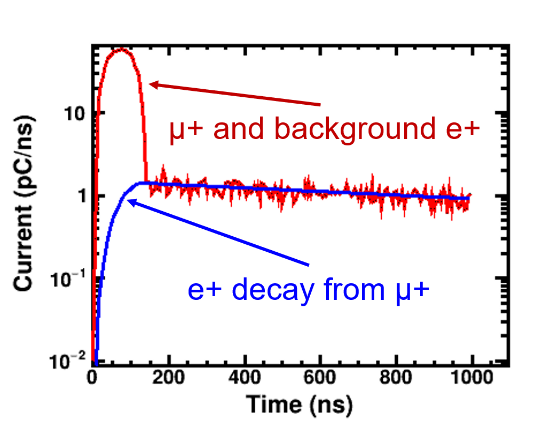 Current (pC/ns)
10
1
10⁻¹
10⁻²
μ+ and background e+
e+ decay from μ+
0 200 400 600 800 1000
Time (ns)